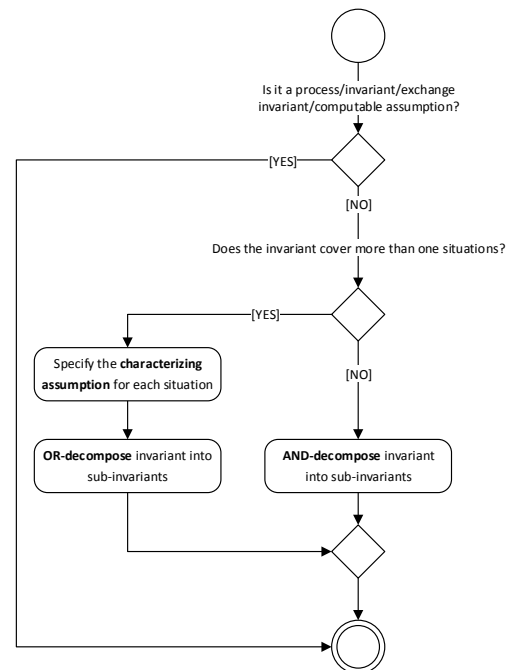 Is it a process/invariant/exchange
invariant/computable assumption?
[YES]
[NO]
Does the invariant cover more than one situations?
[YES]
Specify the characterizing
assumption for each situation
[NO]
OR-decompose invariant into
sub-invariants
AND-decompose invariant
into sub-invariants